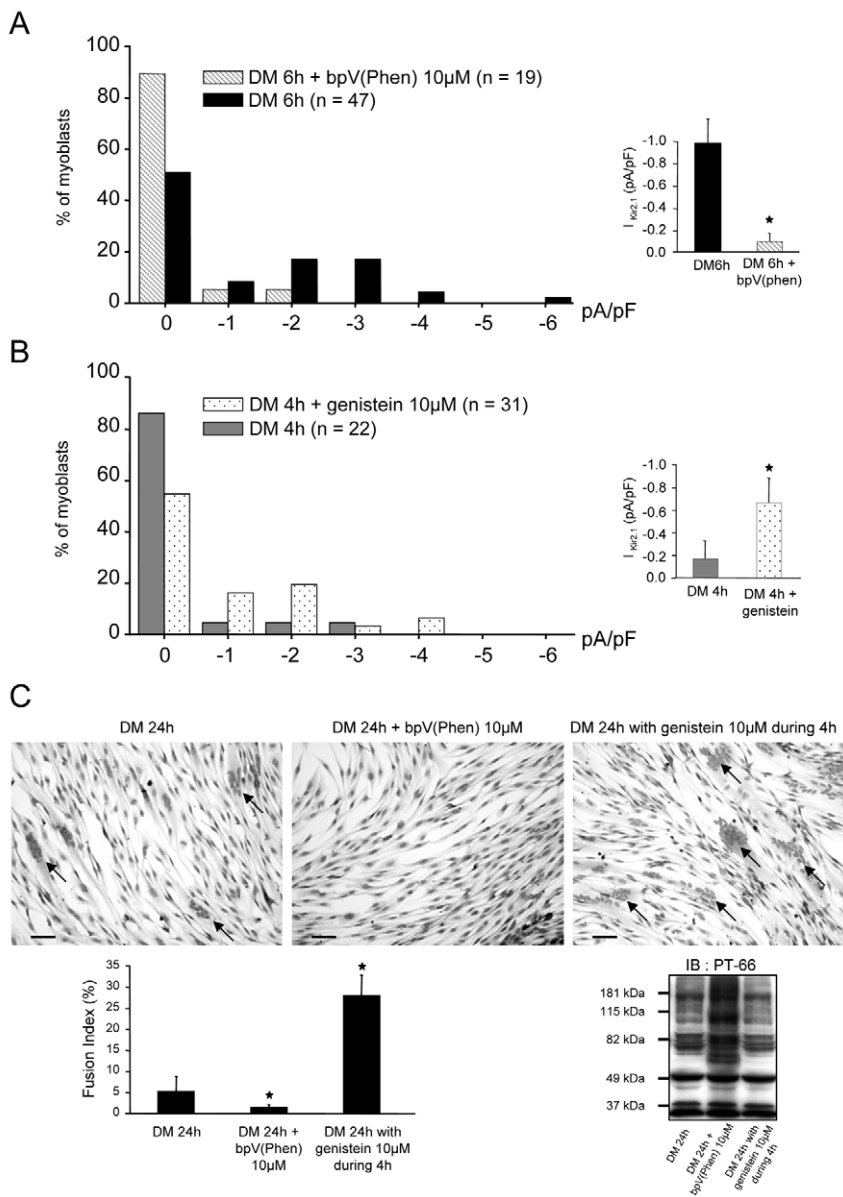 A
100
80
60
40
20
0
% of myoblasts
DM 6h + bpV(Phen) 10µM (n = 19)
DM 6h (n = 47)
0 -1 -2 -3 -4 -5 -6 pA/pF
I Kir2.1 (pA/pF)
-1.0
-0.8
-0.6
-0.4
-0.2
0.0
★
DM6h
DM 6h +
bpV(phen)
B
100
80
60
40
20
0
% of myoblasts
DM 4h + genistein 10µM (n = 31)
DM 4h (n = 22)
0 -1 -2 -3 -4 -5 -6 pA/pF
I Kir2.1 (pA/pF)
-1.0
-0.8
-0.6
-0.4
-0.2
0.0
★
DM 4h
DM 4h +
genistein
C
DM 24h
DM 24h + bpV(Phen) 10µM
DM 24h with genistein 10µM during 4h
Fusion Index (%)
35
30
25
20
15
10
5
0
★
★
DM 24h
DM 24h +
bpV(Phen)
10µM
DM 24h with
genistein 10µM
during 4h
IB : PT-66
181 kDa
115 kDa
82 kDa
49 kDa
37 kDa
DM 24h
DM 24h +
bpV(Phen) 10µM
DM 24h with
genistein 10µM
during 4h